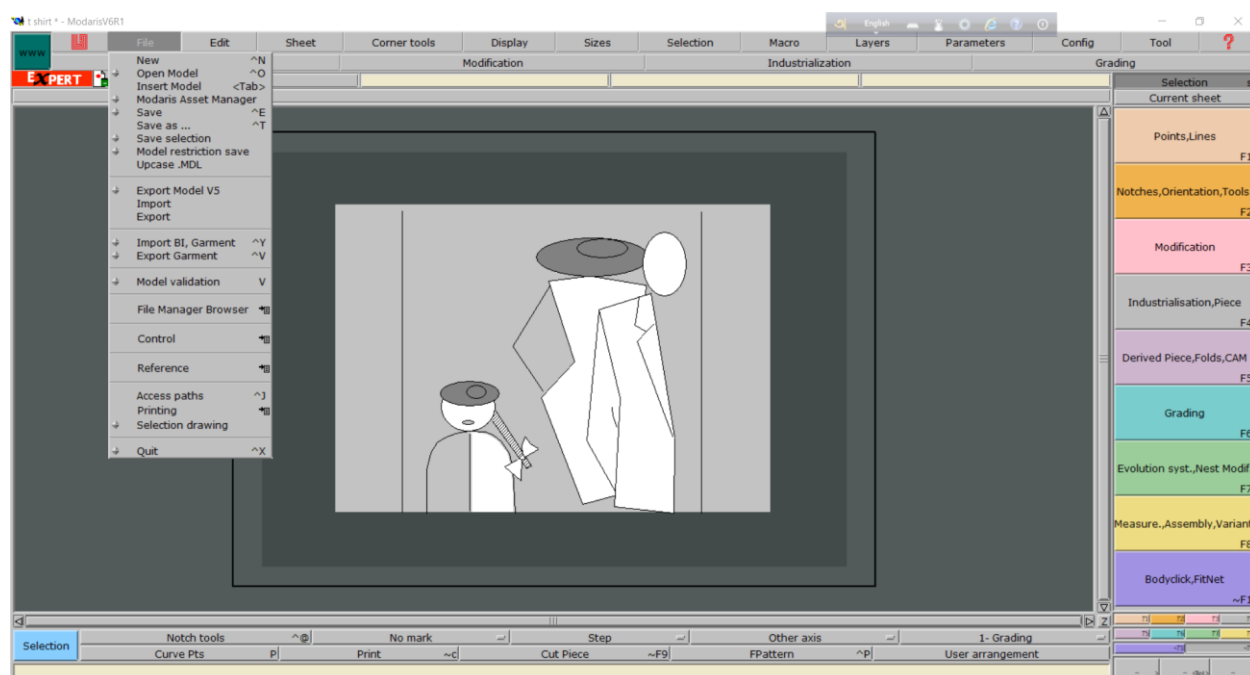 t shirt * - ModarisV6R1
English
www
File Edit Sheet Corner tools Display Sizes Selection Macro Layers Parameters Config Tool ?
Modification Industrialization Grading
EXPERT
Selection
Current sheet
New ^N
Open Model ^O
Insert Model <Tab>
Modaris Asset Manager
Save ^E
Save as ... ^T
Save selection
Model restriction save
Upcase .MDL
Export Model V5
Import
Export
Import BI, Garment ^Y
Export Garment ^V
Model validation V
File Manager Browser
Control
Reference
Access paths ^J
Printing
Selection drawing
Quit ^X
Points,Lines
F1
Notches,Orientation,Tools
F2
Modification
F3
Industrialisation,Piece
F4
Derived Piece,Folds,CAM
F5
Grading
F6
Evolution syst.,Nest Modif
F7
Measure.,Assembly,Variant
F8
Bodyclick,FitNet
~F1
Z
Selection
Notch tools ^@ No mark Step Other axis 1- Grading
Curve Pts P Print ~c Cut Piece ~F9 FPattern ^P User arrangement